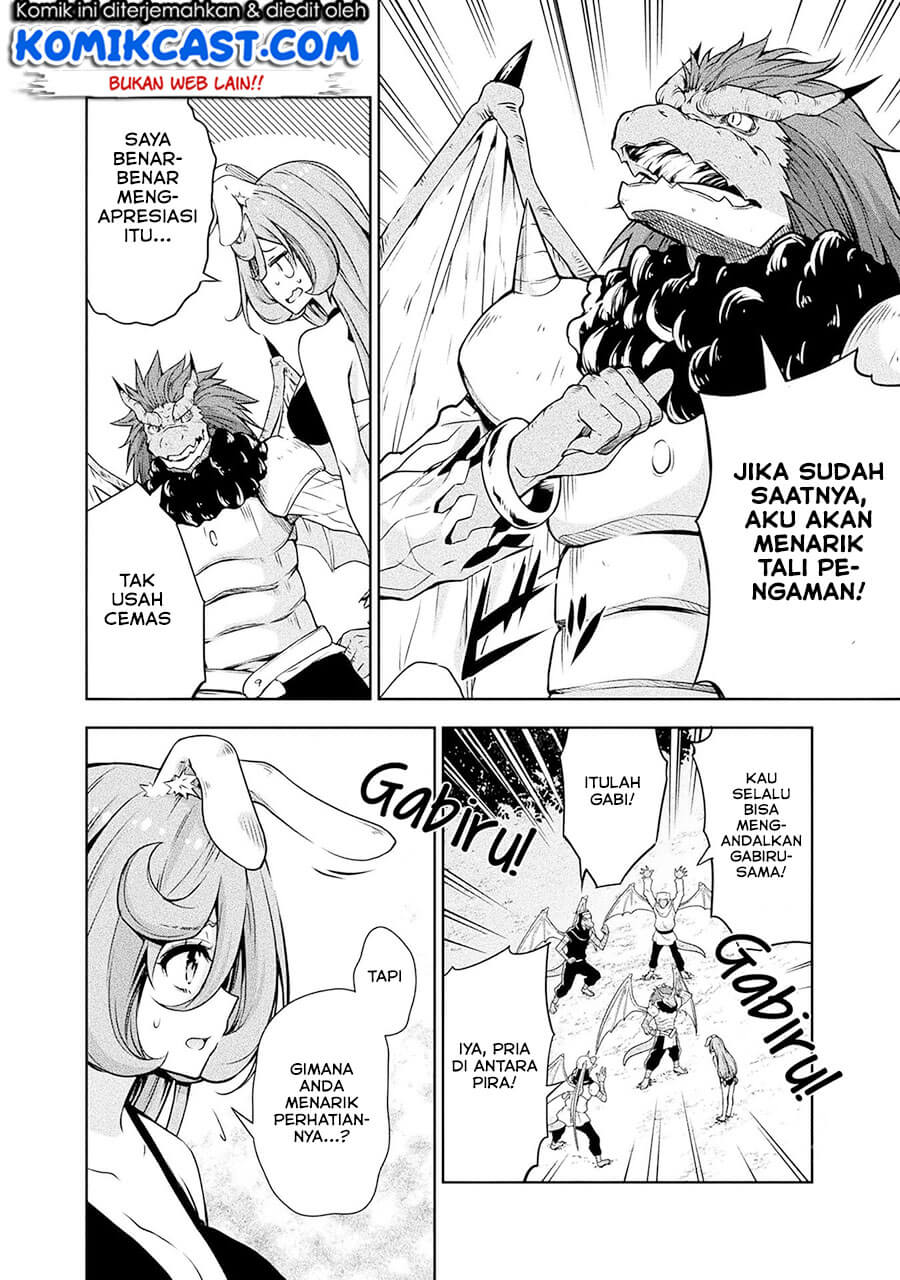 Komik ini diterjemahkan & diedit oleh
KOMIKCAST.COM
BUKAN WEB LAIN!!
JIKA SUDAH
SAATNYA,
AKU AKAN
MENARIK
TALI PE-
NGAMAN!
SAYA
BENAR-
BENAR
MENG-
APRESIASI
ITU...
TAK
USAH
CEMAS
KAU
SELALU
BISA
MENG-
ANDALKAN
GABIRU-
SAMA!
ITULAH
GABI!
Gabiru!
Gabiru!
IYA, PRIA
DI ANTARA
PIRA!
TAPI
GIMANA
ANDA
MENARIK
PERHATIAN-
NYA...?